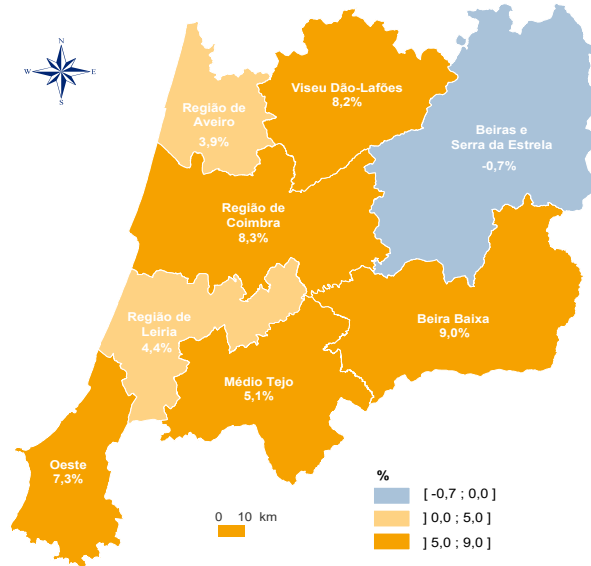 N
W E
S
Viseu Dão-Lafões
8,2%
Região de
Aveiro
3,9%
Beiras e
Serra da Estrela
-0,7%
Região de
Coimbra
8,3%
Região de
Leiria
4,4%
Beira Baixa
9,0%
Médio Tejo
5,1%
Oeste
7,3%
0 10 km
%
[ -0,7 ; 0,0 ]
] 0,0 ; 5,0 ]
] 5,0 ; 9,0 ]